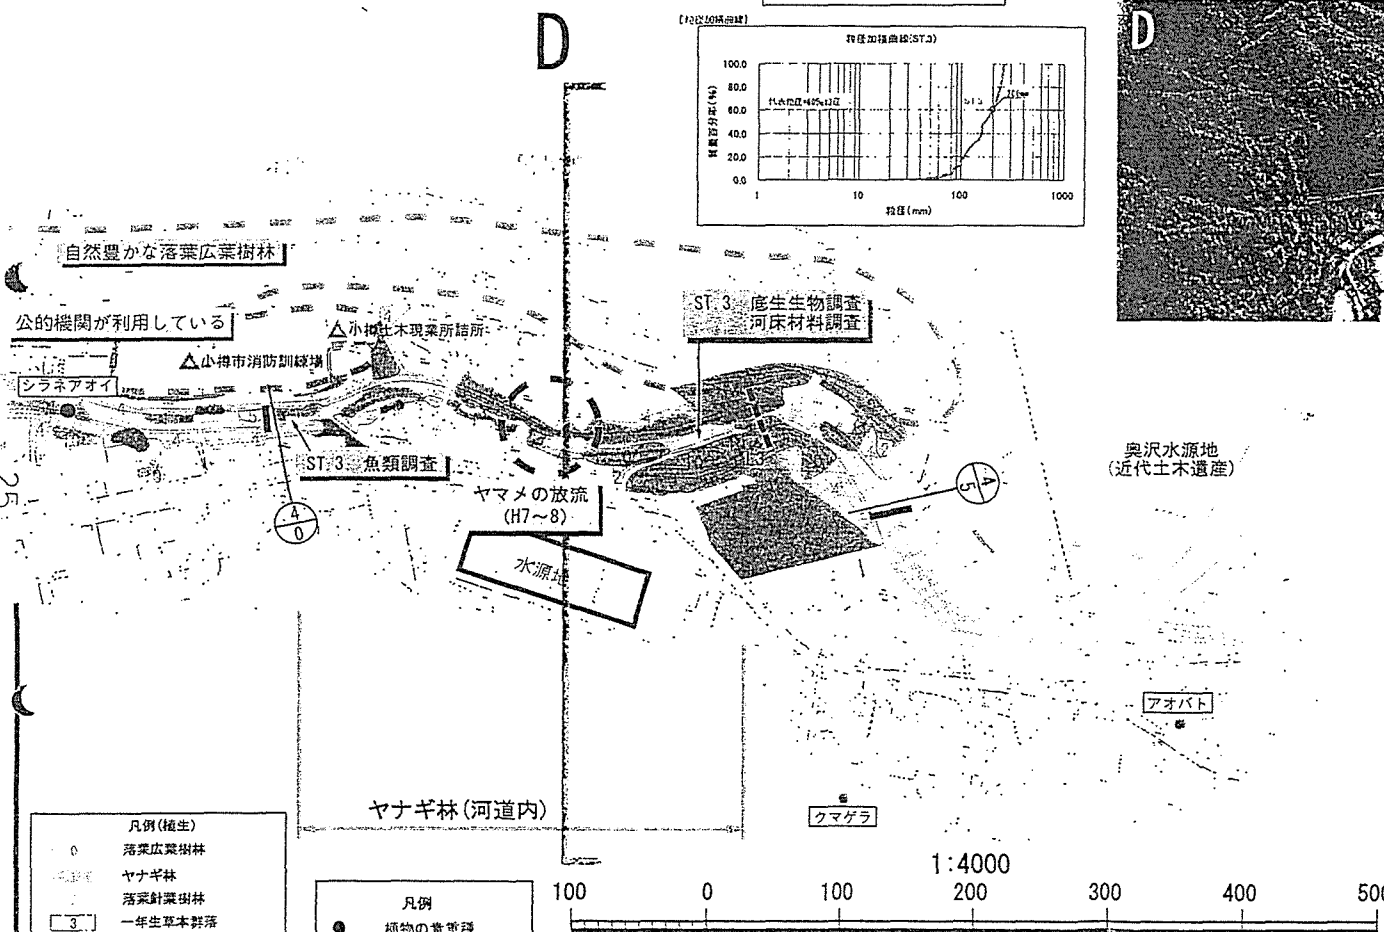 D
D
粒径加積曲線(ST.3)
100.0
80.0
60.0
40.0
20.0
0.0
1
10
100
1000
粒径(mm)
自然豊かな落葉広葉樹林
公的機関が利用している
△小樽土木現業所詰所
△小樽市消防訓練場
シラネアオイ
ST.3 底生生物調査
河床材料調査
ST.3 魚類調査
ヤマメの放流
(H7~8)
奥沢水源地
(近代土木遺産)
4
0
4
5
アオバト
クマゲラ
ヤナギ林(河道内)
凡例(植生)
落葉広葉樹林
ヤナギ林
落葉針葉樹林
3 一年生草本群落
凡例
1:4000
100
0
100
200
300
400